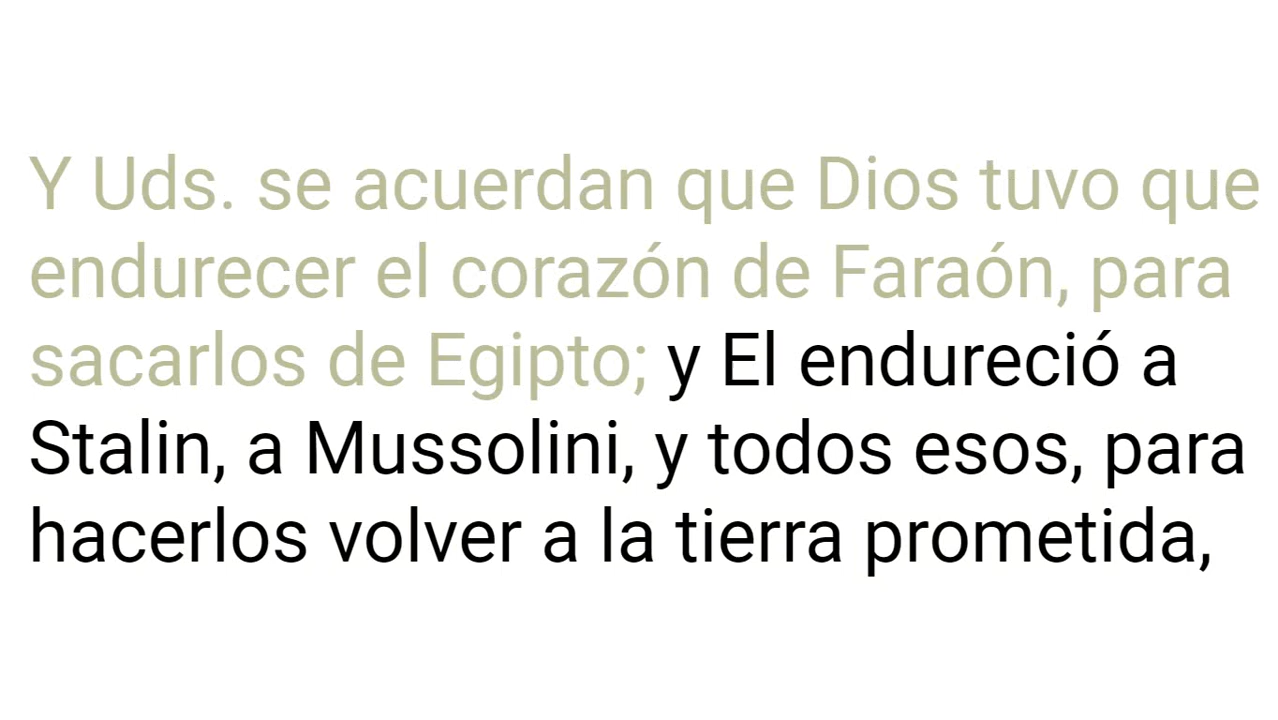 Y Uds. se acuerdan que Dios tuvo que
endurecer el corazón de Faraón, para
sacarlos de Egipto; y El endureció a
Stalin, a Mussolini, y todos esos, para
hacerlos volver a la tierra prometida,